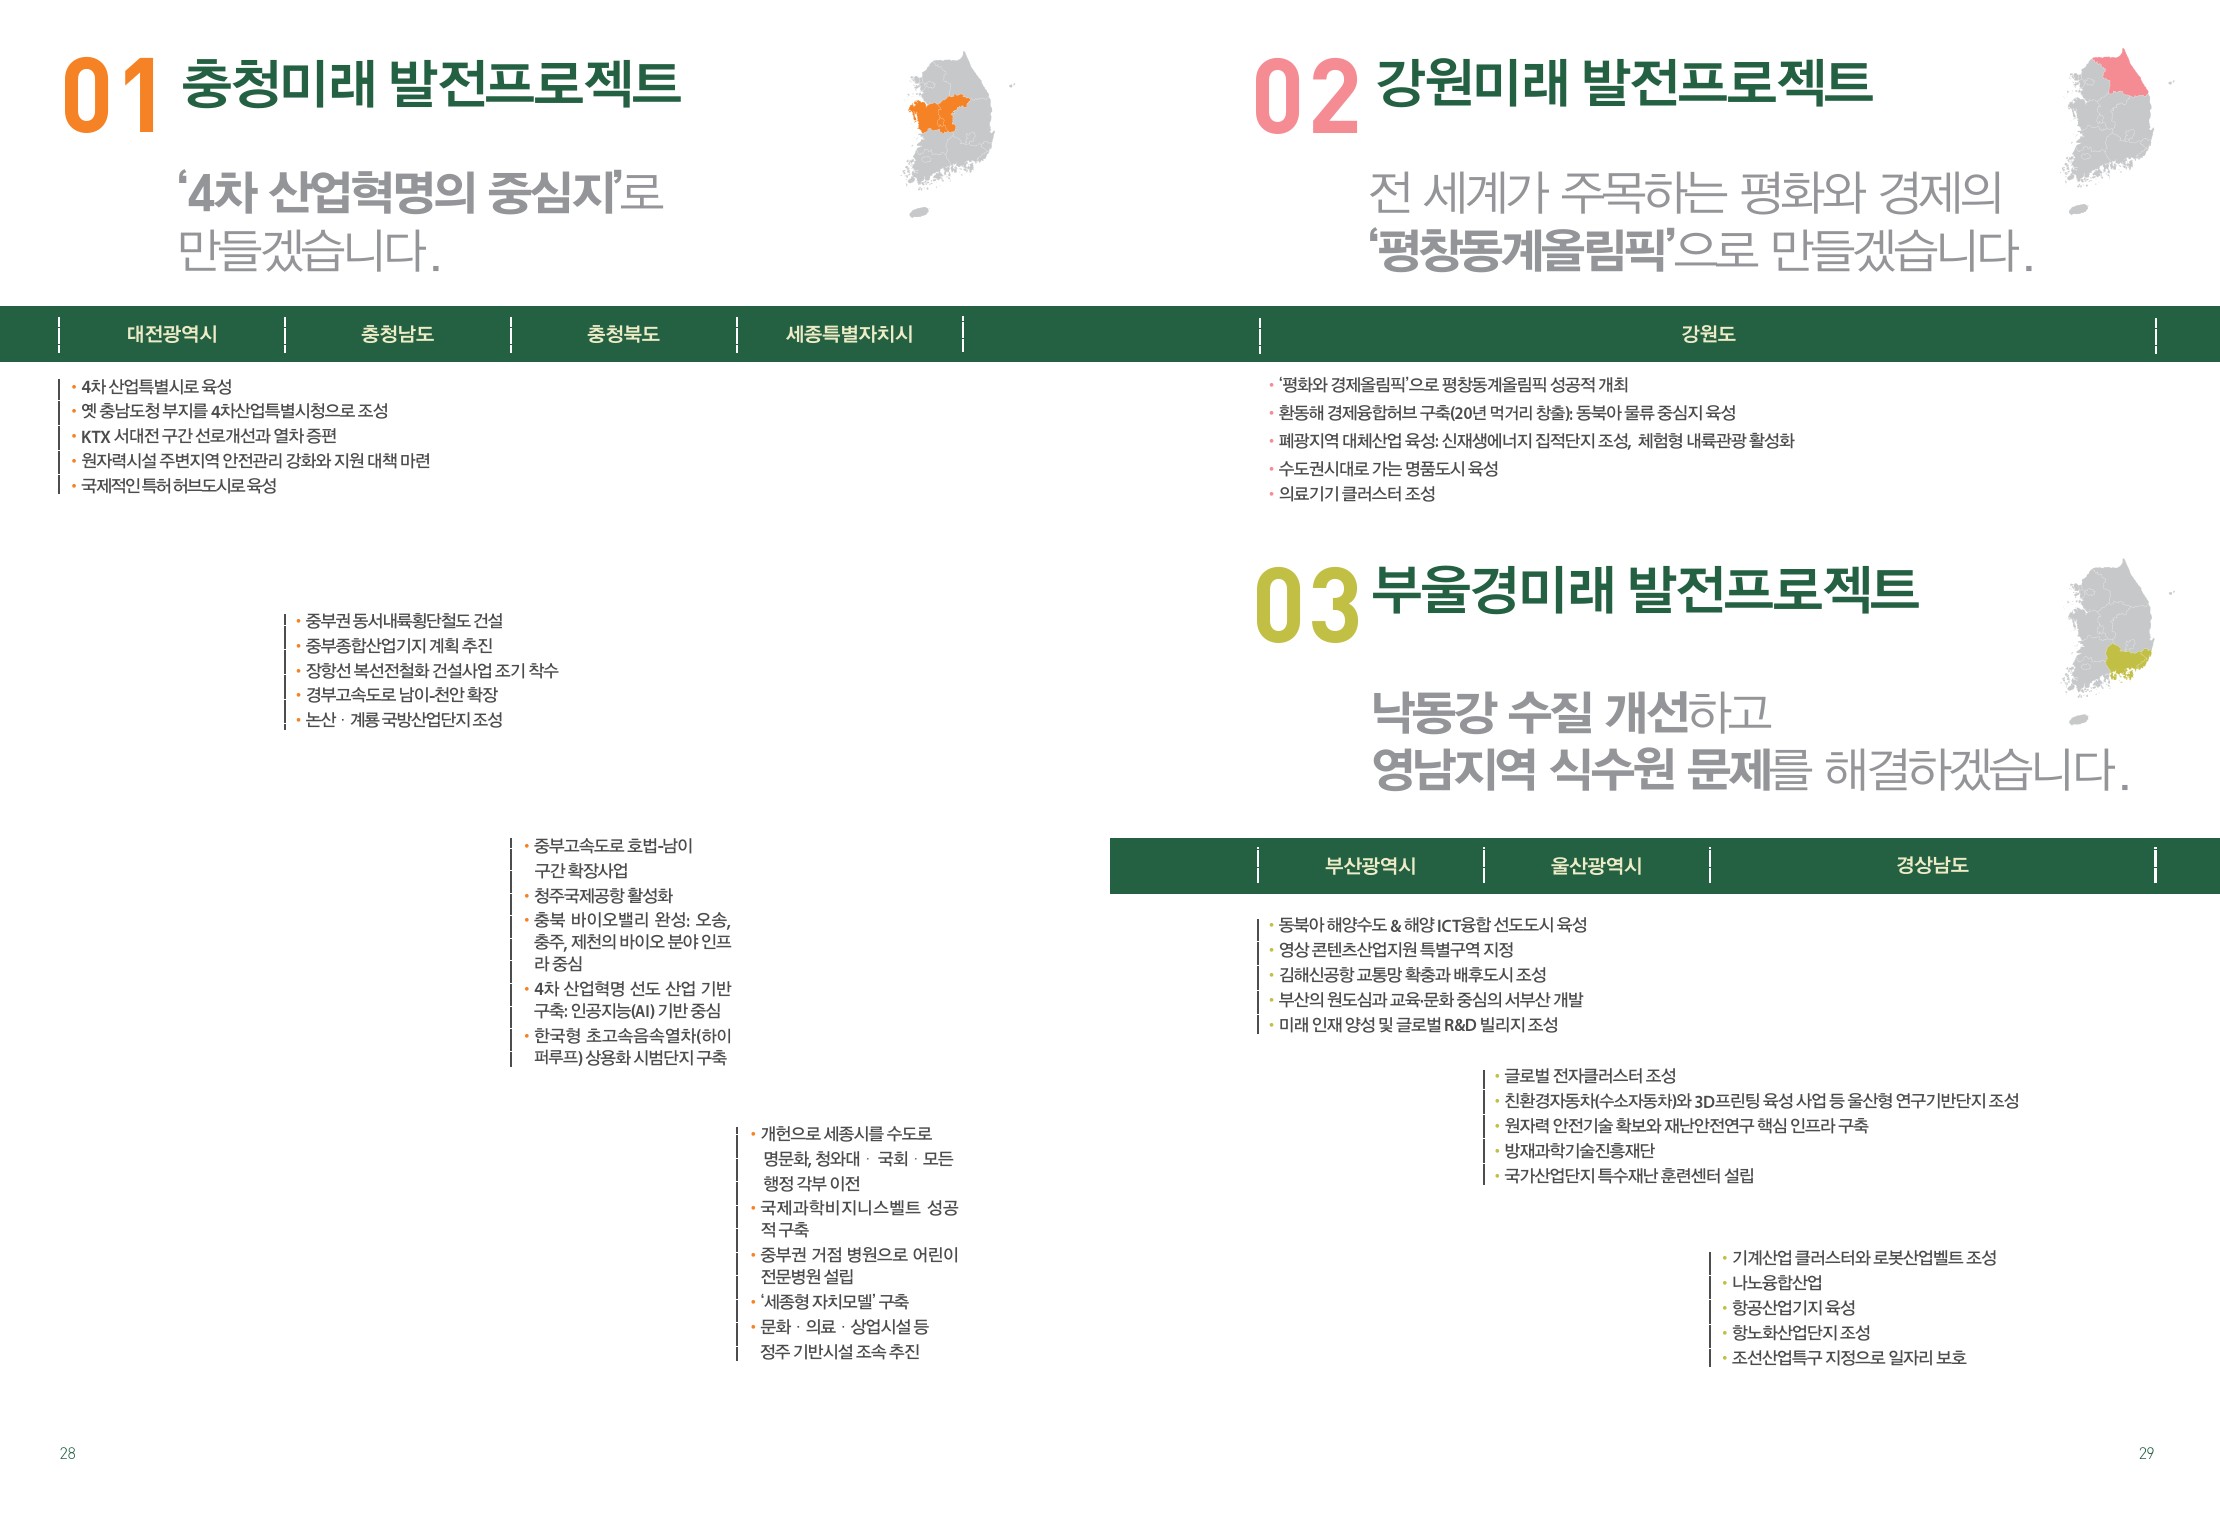 01 충청미래 발전프로젝트
‘4차 산업혁명의 중심지’로
만들겠습니다.
대전광역시 충청남도 충청북도 세종특별자치시
• 4차 산업특별시로 육성
• 옛 충남도청 부지를 4차산업특별시청으로 조성
• KTX 서대전 구간 선로개선과 열차 증편
• 원자력시설 주변지역 안전관리 강화와 지원 대책 마련
• 국제적인 특허 허브도시로 육성
• 중부권 동서내륙횡단철도 건설
• 중부종합산업기지 계획 추진
• 장항선 복선전철화 건설사업 조기 착수
• 경부고속도로 남이-천안 확장
• 논산 · 계룡 국방산업단지 조성
• 중부고속도로 호법-남이
구간 확장사업
• 청주국제공항 활성화
• 충북 바이오밸리 완성: 오송,
충주, 제천의 바이오 분야 인프
라 중심
• 4차 산업혁명 선도 산업 기반
구축: 인공지능(AI) 기반 중심
• 한국형 초고속음속열차(하이
퍼루프) 상용화 시범단지 구축
• 개헌으로 세종시를 수도로
명문화, 청와대 · 국회 · 모든
행정 각부 이전
• 국제과학비지니스벨트 성공
적 구축
• 중부권 거점 병원으로 어린이
전문병원 설립
• ‘세종형 자치모델’ 구축
• 문화 · 의료 · 상업시설 등
정주 기반시설 조속 추진
28
02 강원미래 발전프로젝트
전 세계가 주목하는 평화와 경제의
‘평창동계올림픽’으로 만들겠습니다.
강원도
• ‘평화와 경제올림픽’으로 평창동계올림픽 성공적 개최
• 환동해 경제융합허브 구축(20년 먹거리 창출): 동북아 물류 중심지 육성
• 폐광지역 대체산업 육성: 신재생에너지 집적단지 조성, 체험형 내륙관광 활성화
• 수도권시대로 가는 명품도시 육성
• 의료기기 클러스터 조성
03 부울경미래 발전프로젝트
낙동강 수질 개선하고
영남지역 식수원 문제를 해결하겠습니다.
부산광역시 울산광역시 경상남도
• 동북아 해양수도 & 해양 ICT융합 선도도시 육성
• 영상 콘텐츠산업지원 특별구역 지정
• 김해신공항 교통망 확충과 배후도시 조성
• 부산의 원도심과 교육·문화 중심의 서부산 개발
• 미래 인재 양성 및 글로벌 R&D 빌리지 조성
• 글로벌 전자클러스터 조성
• 친환경자동차(수소자동차)와 3D프린팅 육성 사업 등 울산형 연구기반단지 조성
• 원자력 안전기술 확보와 재난안전연구 핵심 인프라 구축
• 방재과학기술진흥재단
• 국가산업단지 특수재난 훈련센터 설립
• 기계산업 클러스터와 로봇산업벨트 조성
• 나노융합산업
• 항공산업기지 육성
• 항노화산업단지 조성
• 조선산업특구 지정으로 일자리 보호
29